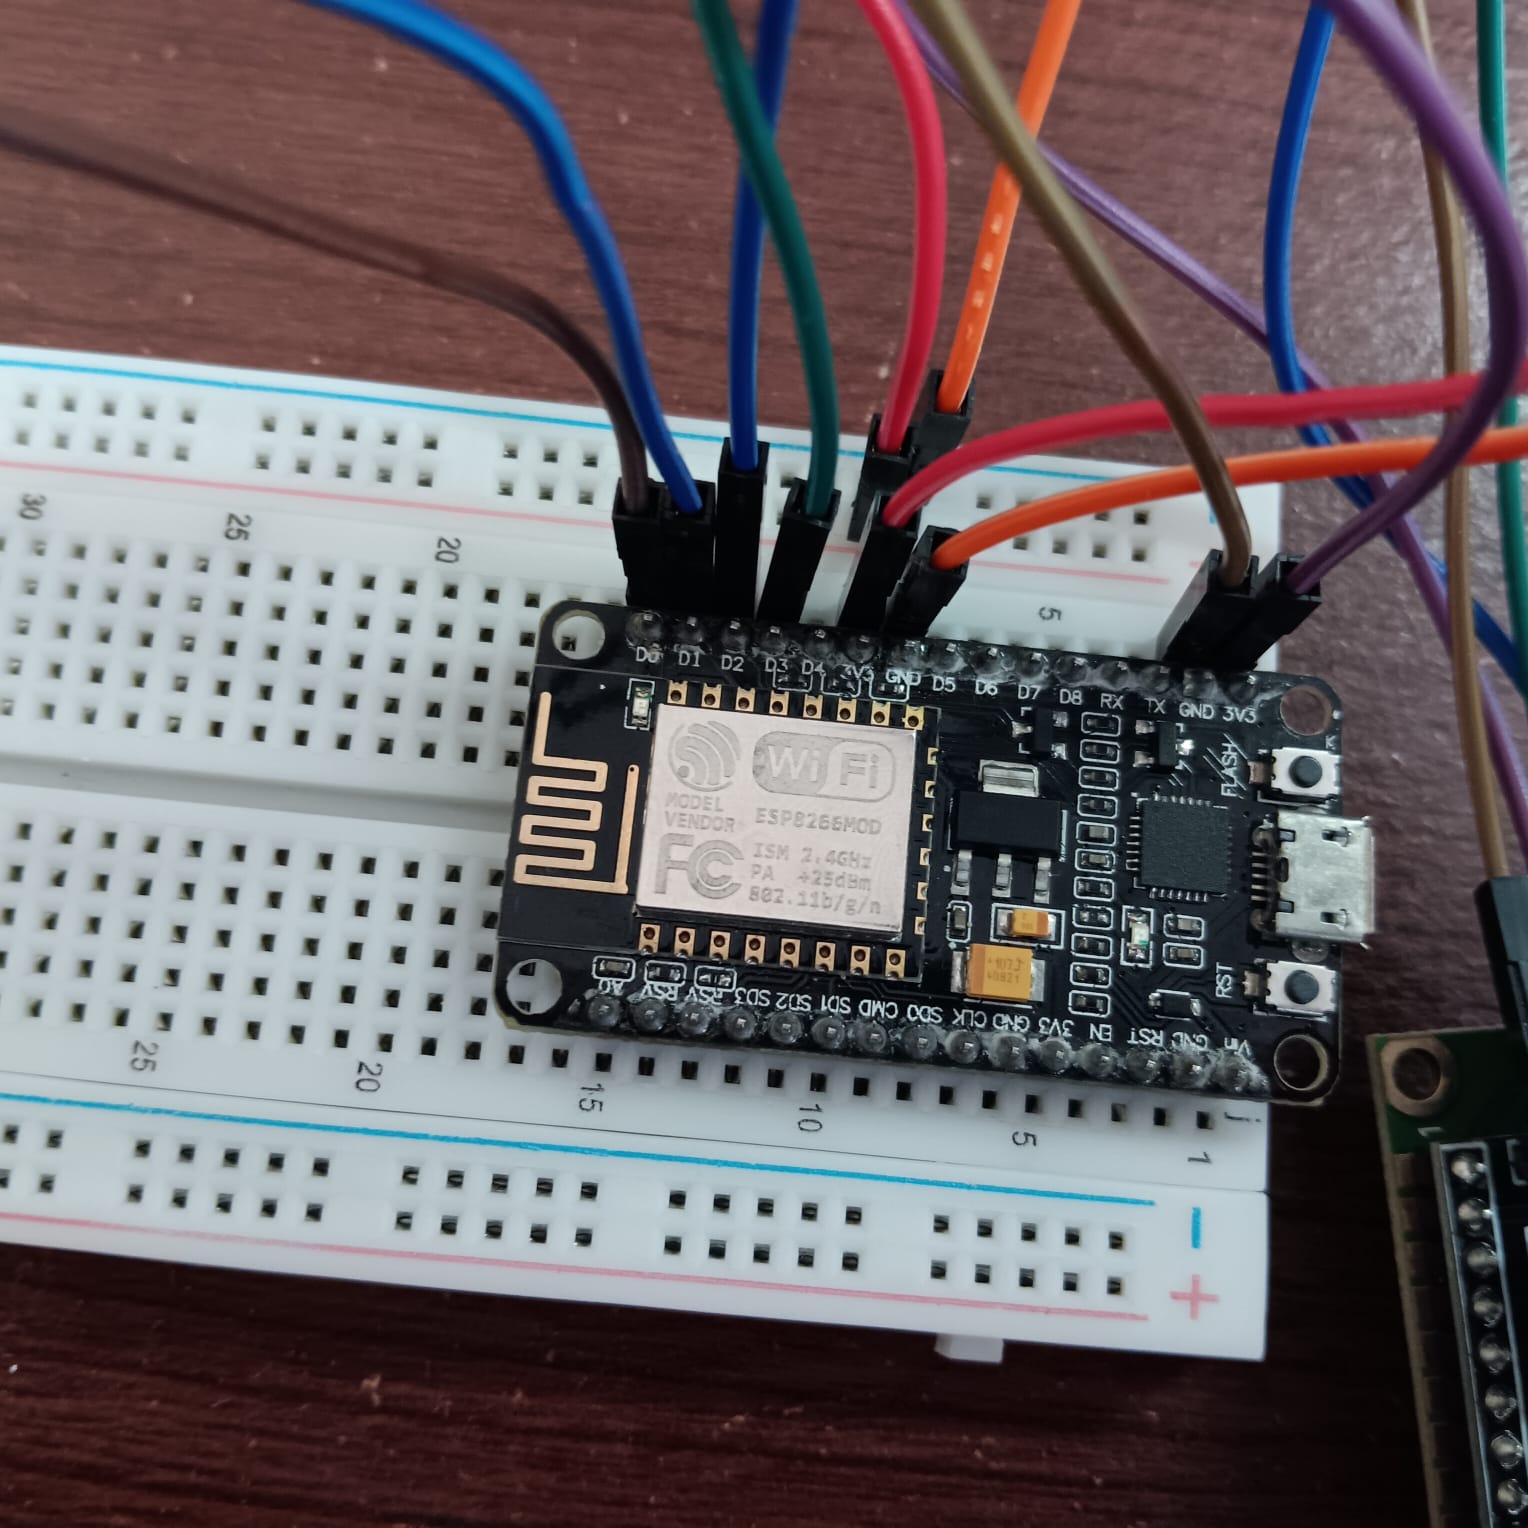 30
25
20
5
D0 D1 D2 D3 D4 3V3 GND D5 D6 D7 D8 RX TX GND 3V3
WiFi
MODEL
VENDOR
ESP8266MOD
FC
ISM 2.4GHz
PA +25dBm
802.11b/g/n
FLASH
RST
107J
A0 RSV RSV SD3 SD2 SD1 CMD SD0 CLK GND 3V3 EN RST GND Vin
25
20
15
10
5
1
j
-
+
1